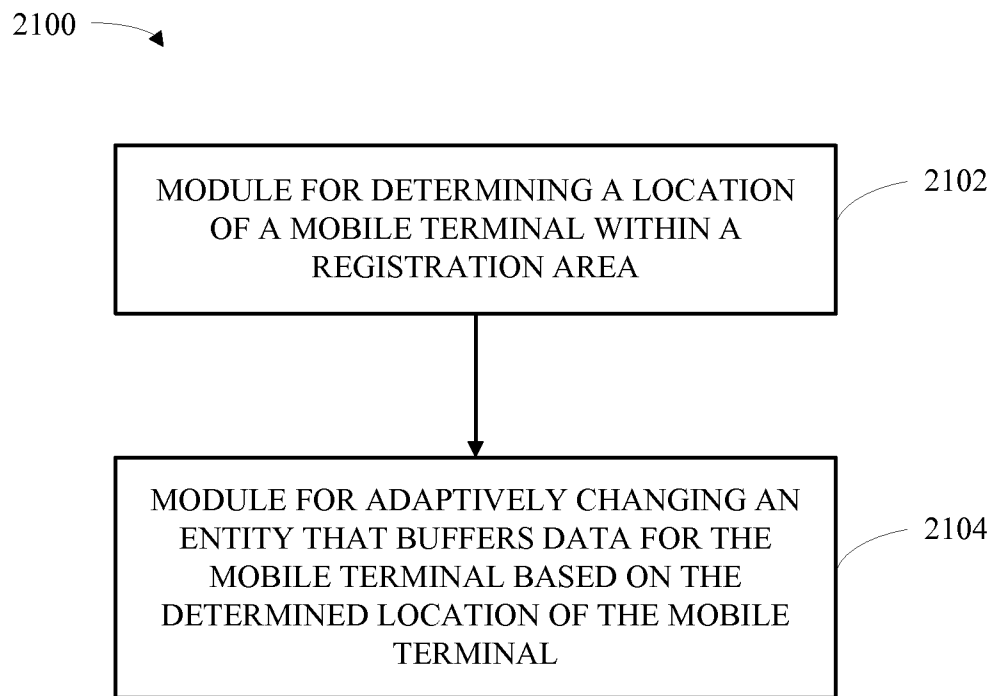 2100
MODULE FOR DETERMINING A LOCATION
OF A MOBILE TERMINAL WITHIN A
REGISTRATION AREA
2102
MODULE FOR ADAPTIVELY CHANGING AN
ENTITY THAT BUFFERS DATA FOR THE
MOBILE TERMINAL BASED ON THE
DETERMINED LOCATION OF THE MOBILE
TERMINAL
2104